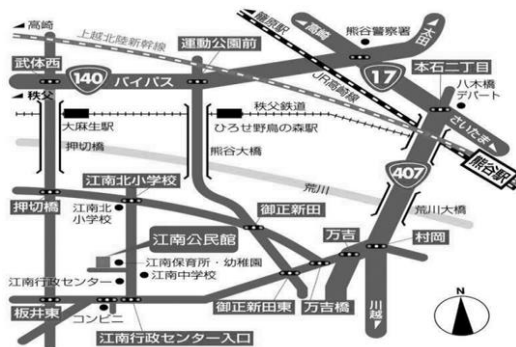 高崎
上越北陸新幹線
運動公園前
籠原駅
高崎
熊谷警察署
太田
武体西
140
バイパス
17
本石二丁目
八木橋
デパート
JR高崎線
秩父
秩父鉄道
大麻生駅
ひろせ野鳥の森駅
さいたま
熊谷駅
押切橋
熊谷大橋
407
荒川
荒川大橋
江南北小学校
押切橋
江南北
小学校
御正新田
万吉
村岡
江南公民館
江南保育所・幼稚園
江南中学校
江南行政センター
川越
N
板井東
コンビニ
御正新田東
万吉橋
江南行政センター入口